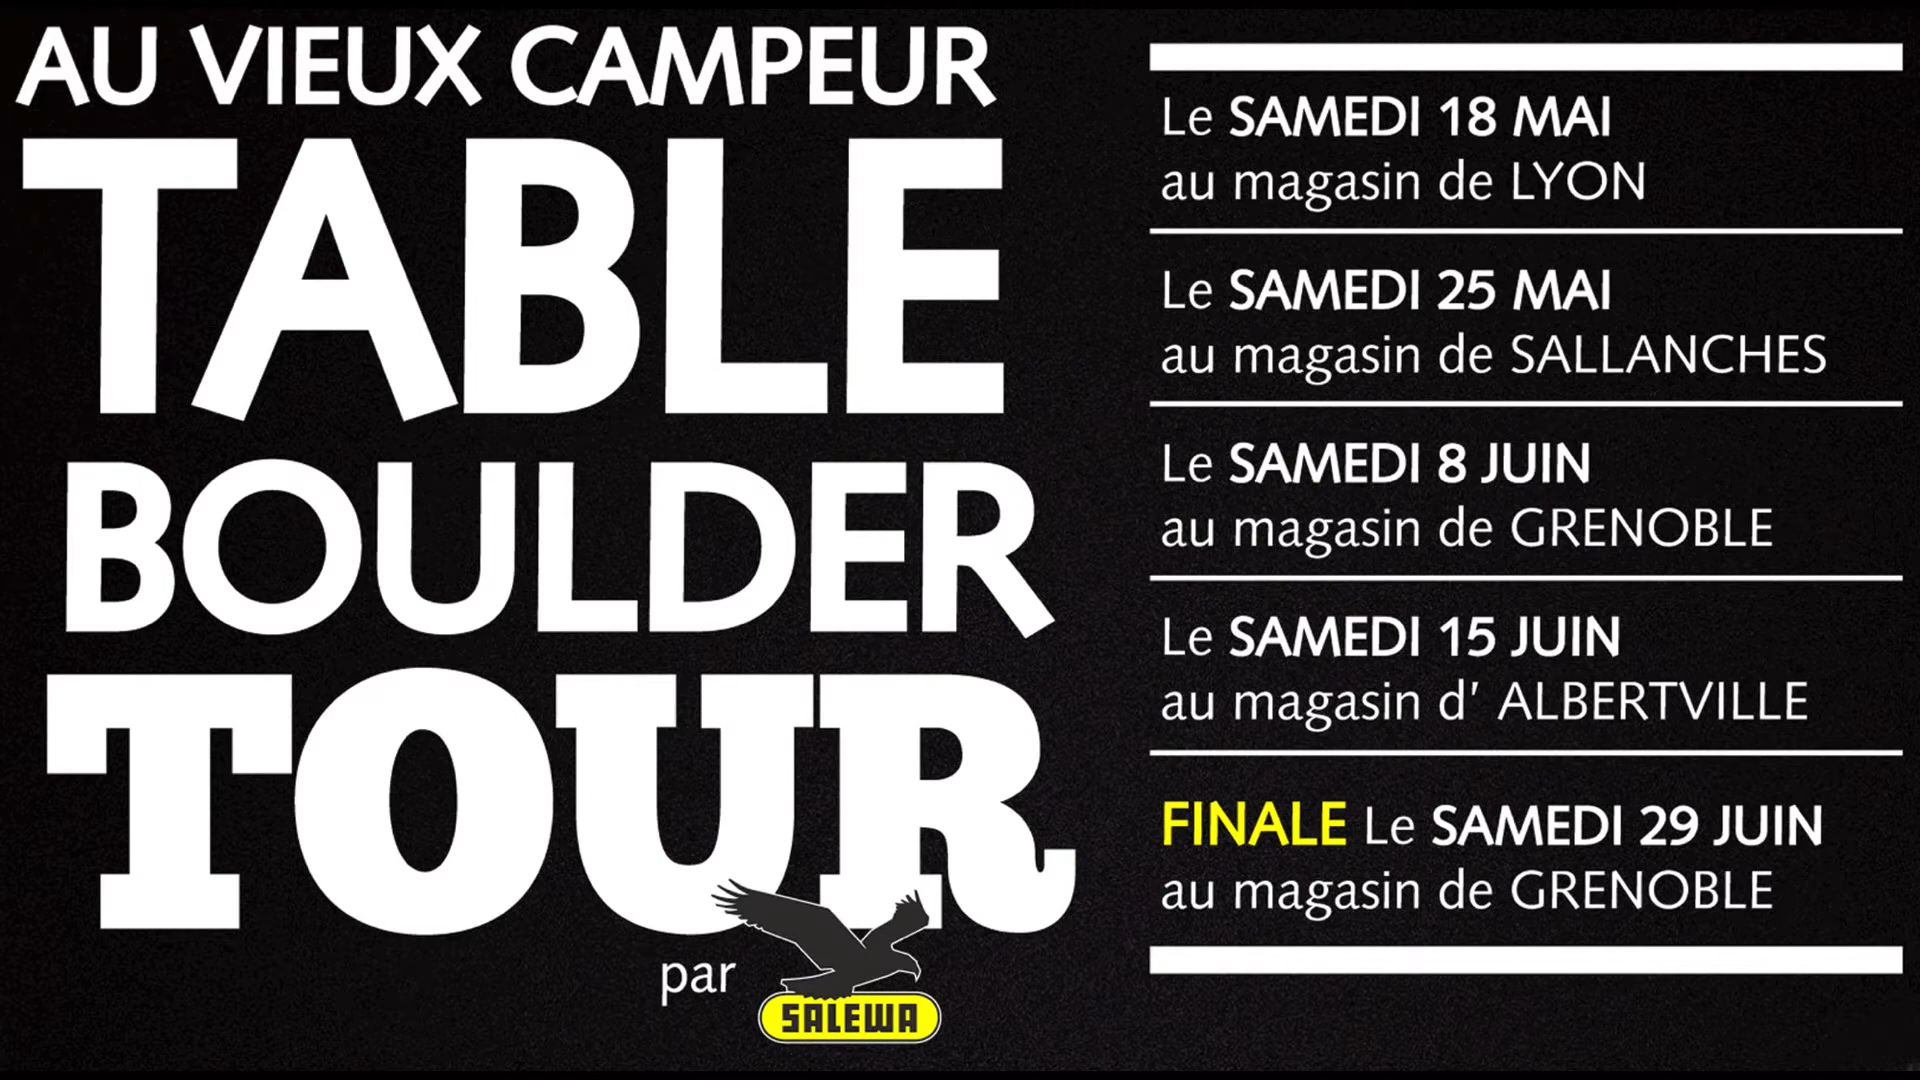 AU VIEUX CAMPEUR
TABLE
BOULDER
TOUR
par
SALEWA
Le SAMEDI 18 MAI
au magasin de LYON
Le SAMEDI 25 MAI
au magasin de SALLANCHES
Le SAMEDI 8 JUIN
au magasin de GRENOBLE
Le SAMEDI 15 JUIN
au magasin d' ALBERTVILLE
FINALE Le SAMEDI 29 JUIN
au magasin de GRENOBLE